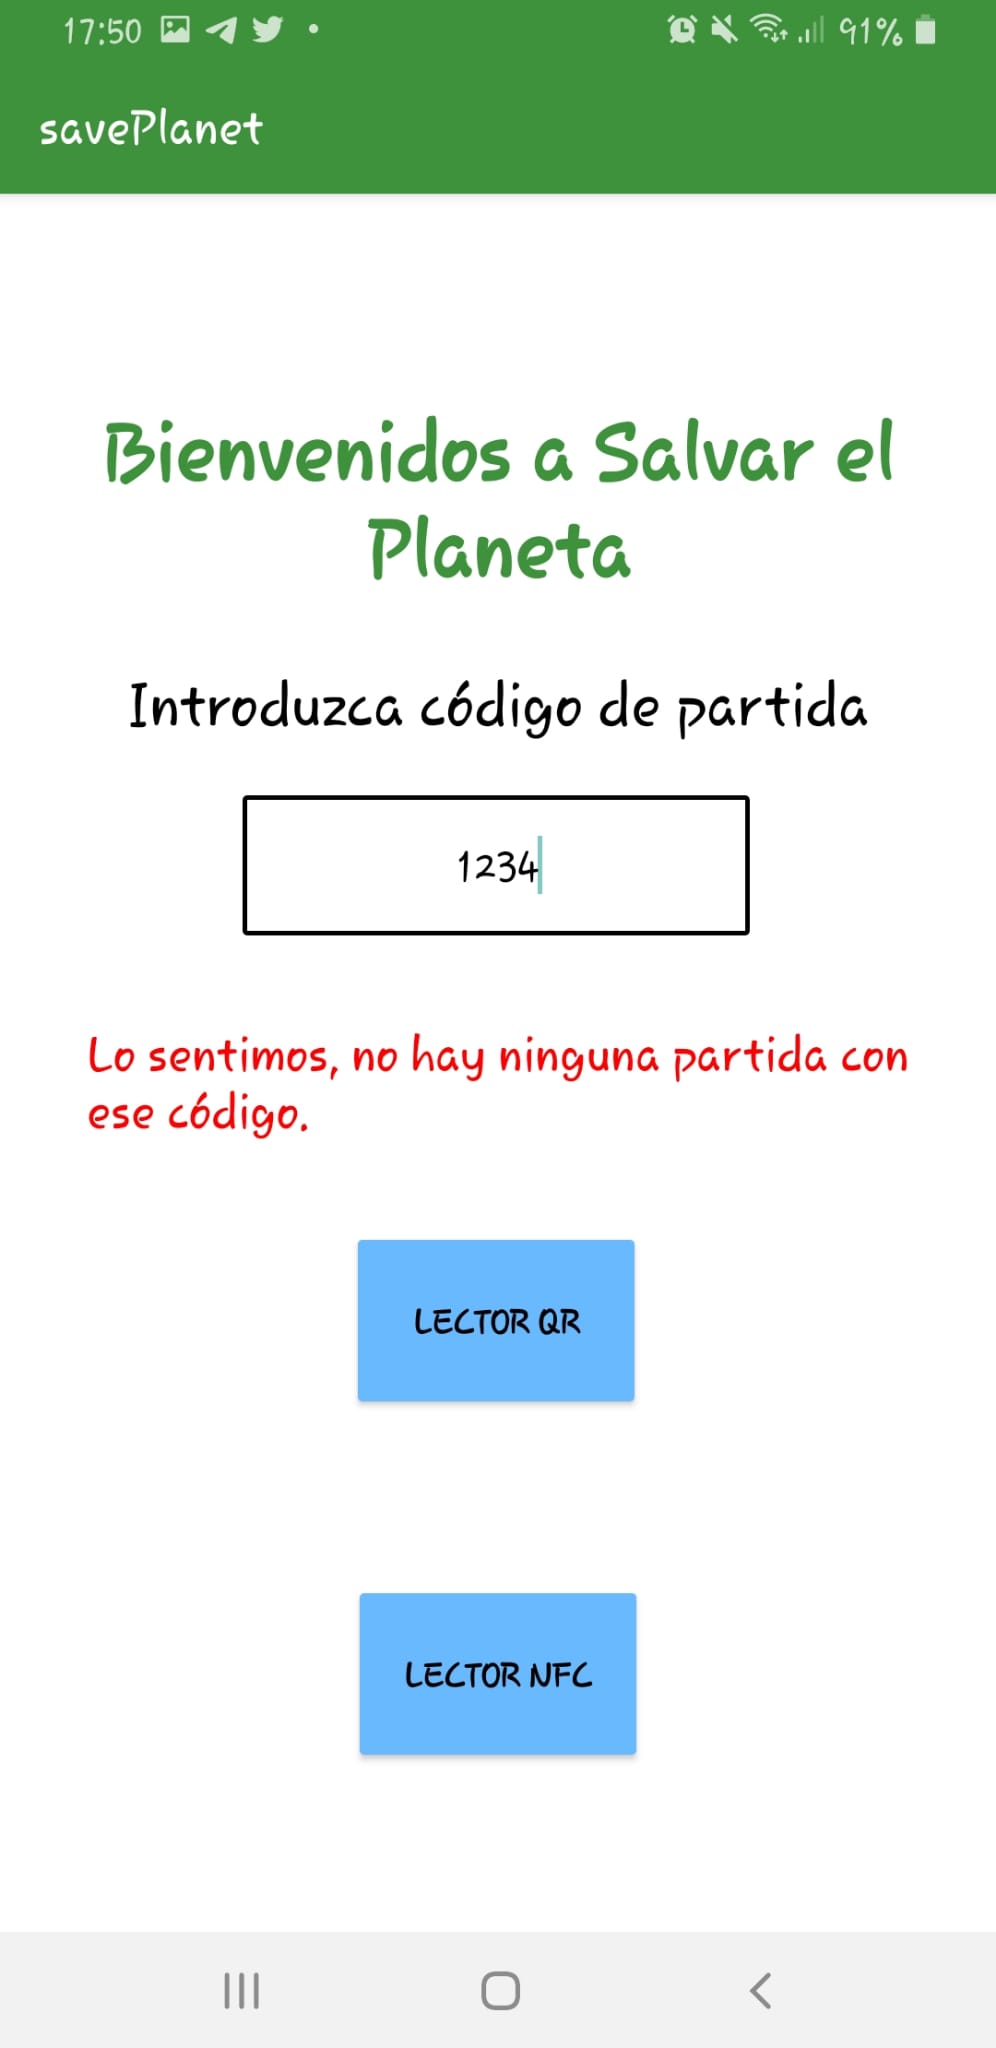 17:50
91%
savePlanet
Bienvenidos a Salvar el
Planeta
Introduzca código de partida
1234
Lo sentimos, no hay ninguna partida con
ese código.
LECTOR QR
LECTOR NFC